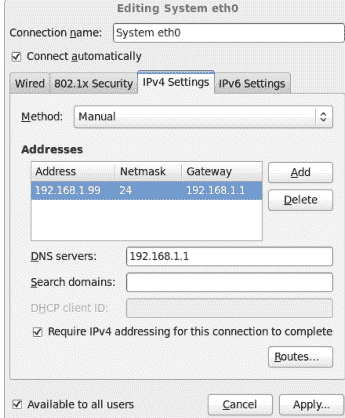 Editing System eth0
Connection name: System eth0
Connect automatically
Wired 802.1x Security IPv4 Settings IPv6 Settings
Method: Manual
Addresses
Address Netmask Gateway
192.168.1.99 24 192.168.1.1
Add
Delete
DNS servers: 192.168.1.1
Search domains:
DHCP client ID:
Require IPv4 addressing for this connection to complete
Routes...
Available to all users Cancel Apply...